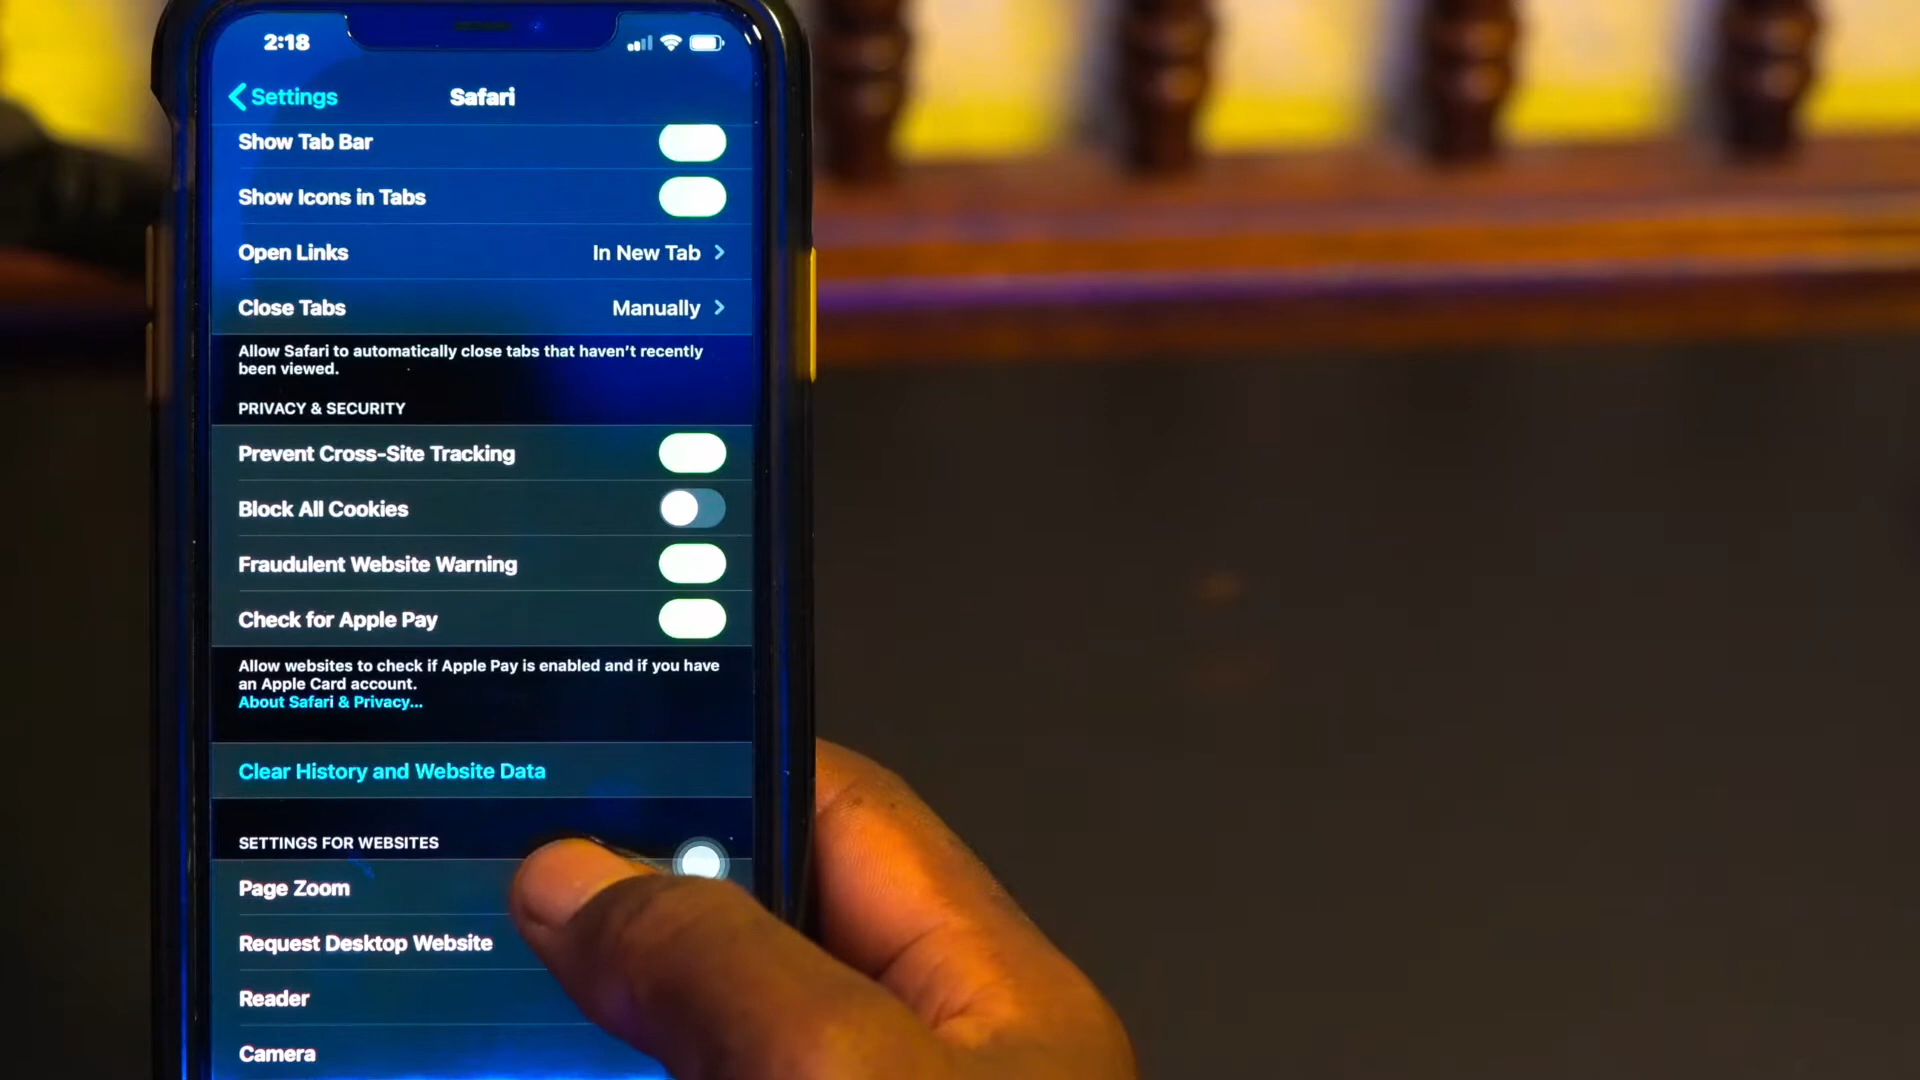 2:18
Settings
Safari
Show Tab Bar
Show Icons in Tabs
Open Links In New Tab
Close Tabs Manually
Allow Safari to automatically close tabs that haven't recently
been viewed.
PRIVACY & SECURITY
Prevent Cross-Site Tracking
Block All Cookies
Fraudulent Website Warning
Check for Apple Pay
Allow websites to check if Apple Pay is enabled and if you have
an Apple Card account.
About Safari & Privacy...
Clear History and Website Data
SETTINGS FOR WEBSITES
Page Zoom
Request Desktop Website
Reader
Camera